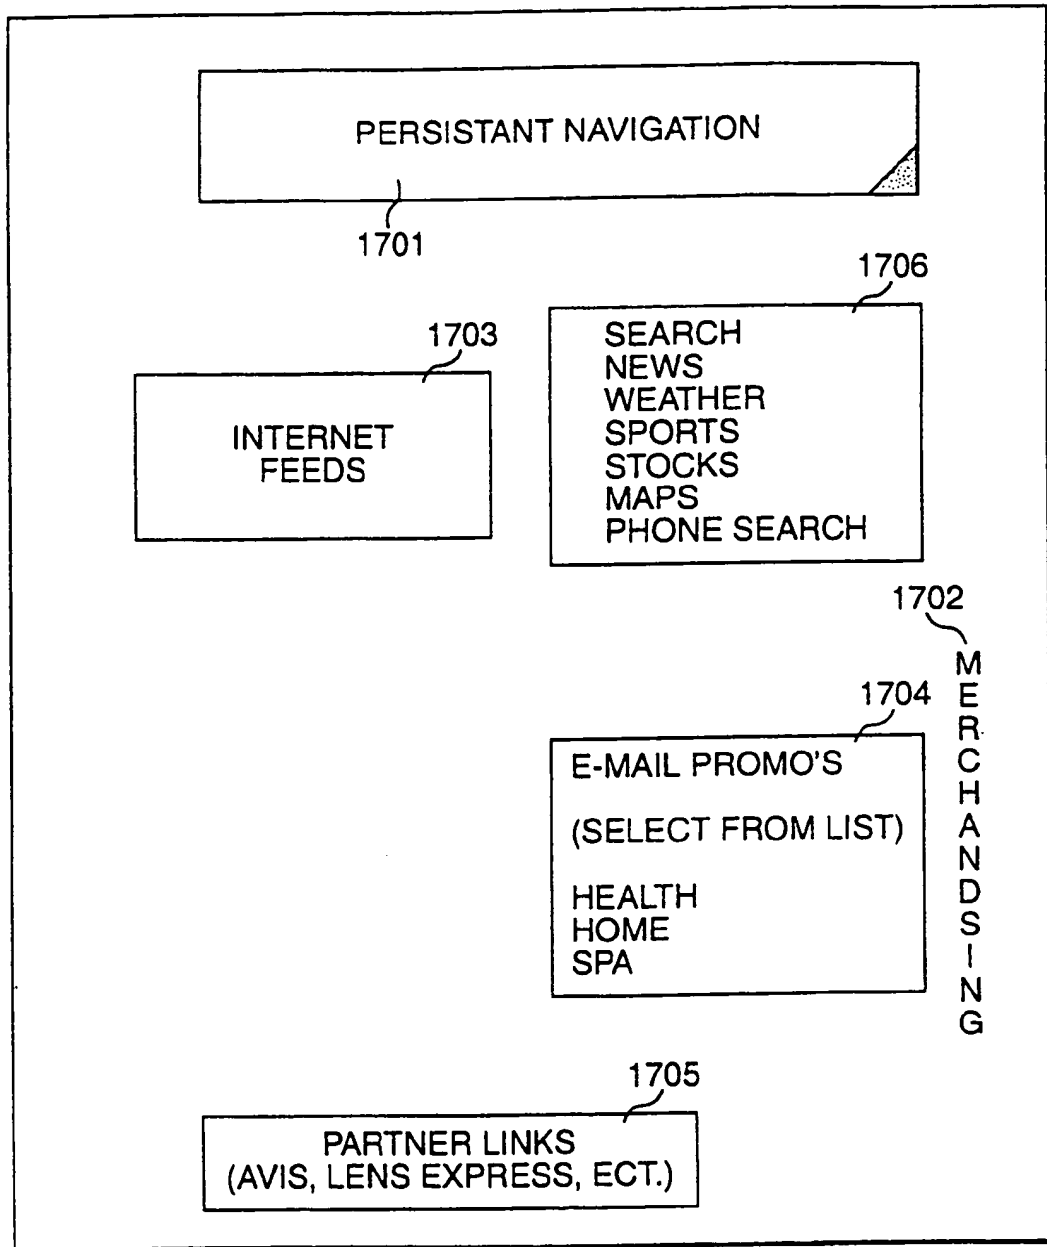 PERSISTANT NAVIGATION
1701
1706
1703
SEARCH
NEWS
WEATHER
SPORTS
STOCKS
MAPS
PHONE SEARCH
INTERNET
FEEDS
1702
MERCHANDSING
1704
E-MAIL PROMO'S
(SELECT FROM LIST)
HEALTH
HOME
SPA
1705
PARTNER LINKS
(AVIS, LENS EXPRESS, ECT.)